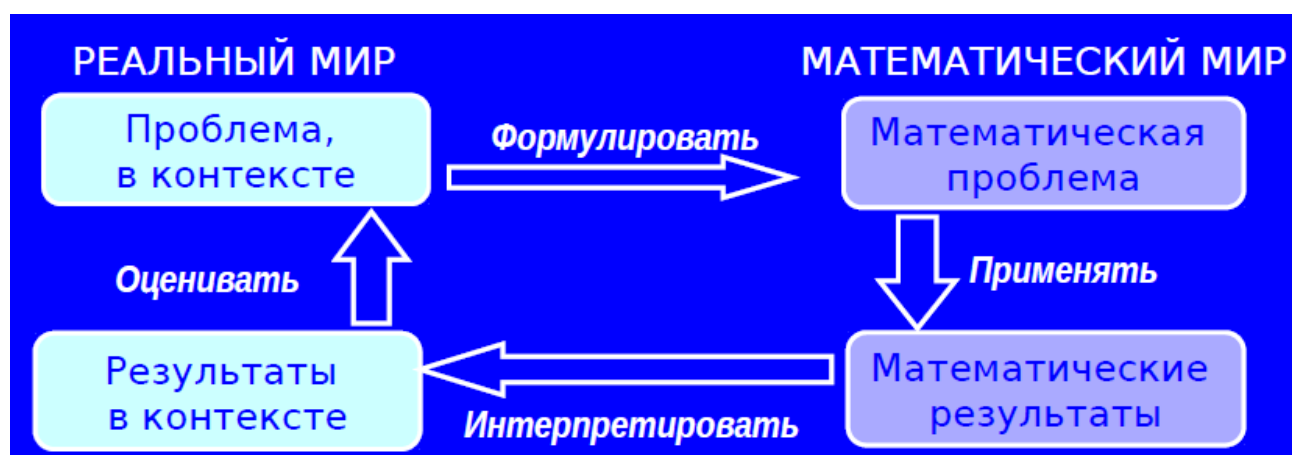 РЕАЛЬНЫЙ МИР
МАТЕМАТИЧЕСКИЙ МИР
Проблема,
в контексте
Формулировать
Математическая
проблема
Оценивать
Применять
Результаты
в контексте
Интерпретировать
Математические
результаты